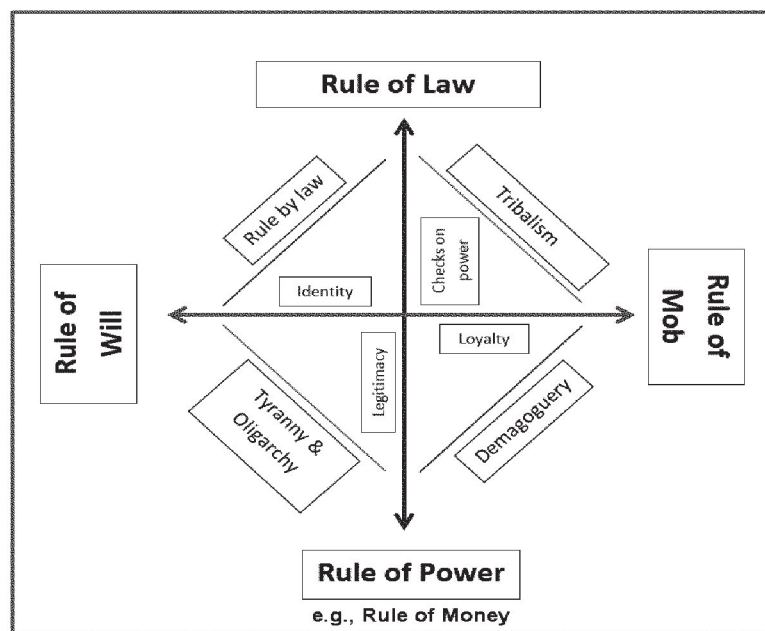 Rule of Law
Rule by law
Tribalism
Checks on
power
Identity
Rule of
Will
Rule of
Mob
Loyalty
Legitimacy
Tyranny &
Oligarchy
Demagoguery
Rule of Power
e.g., Rule of Money